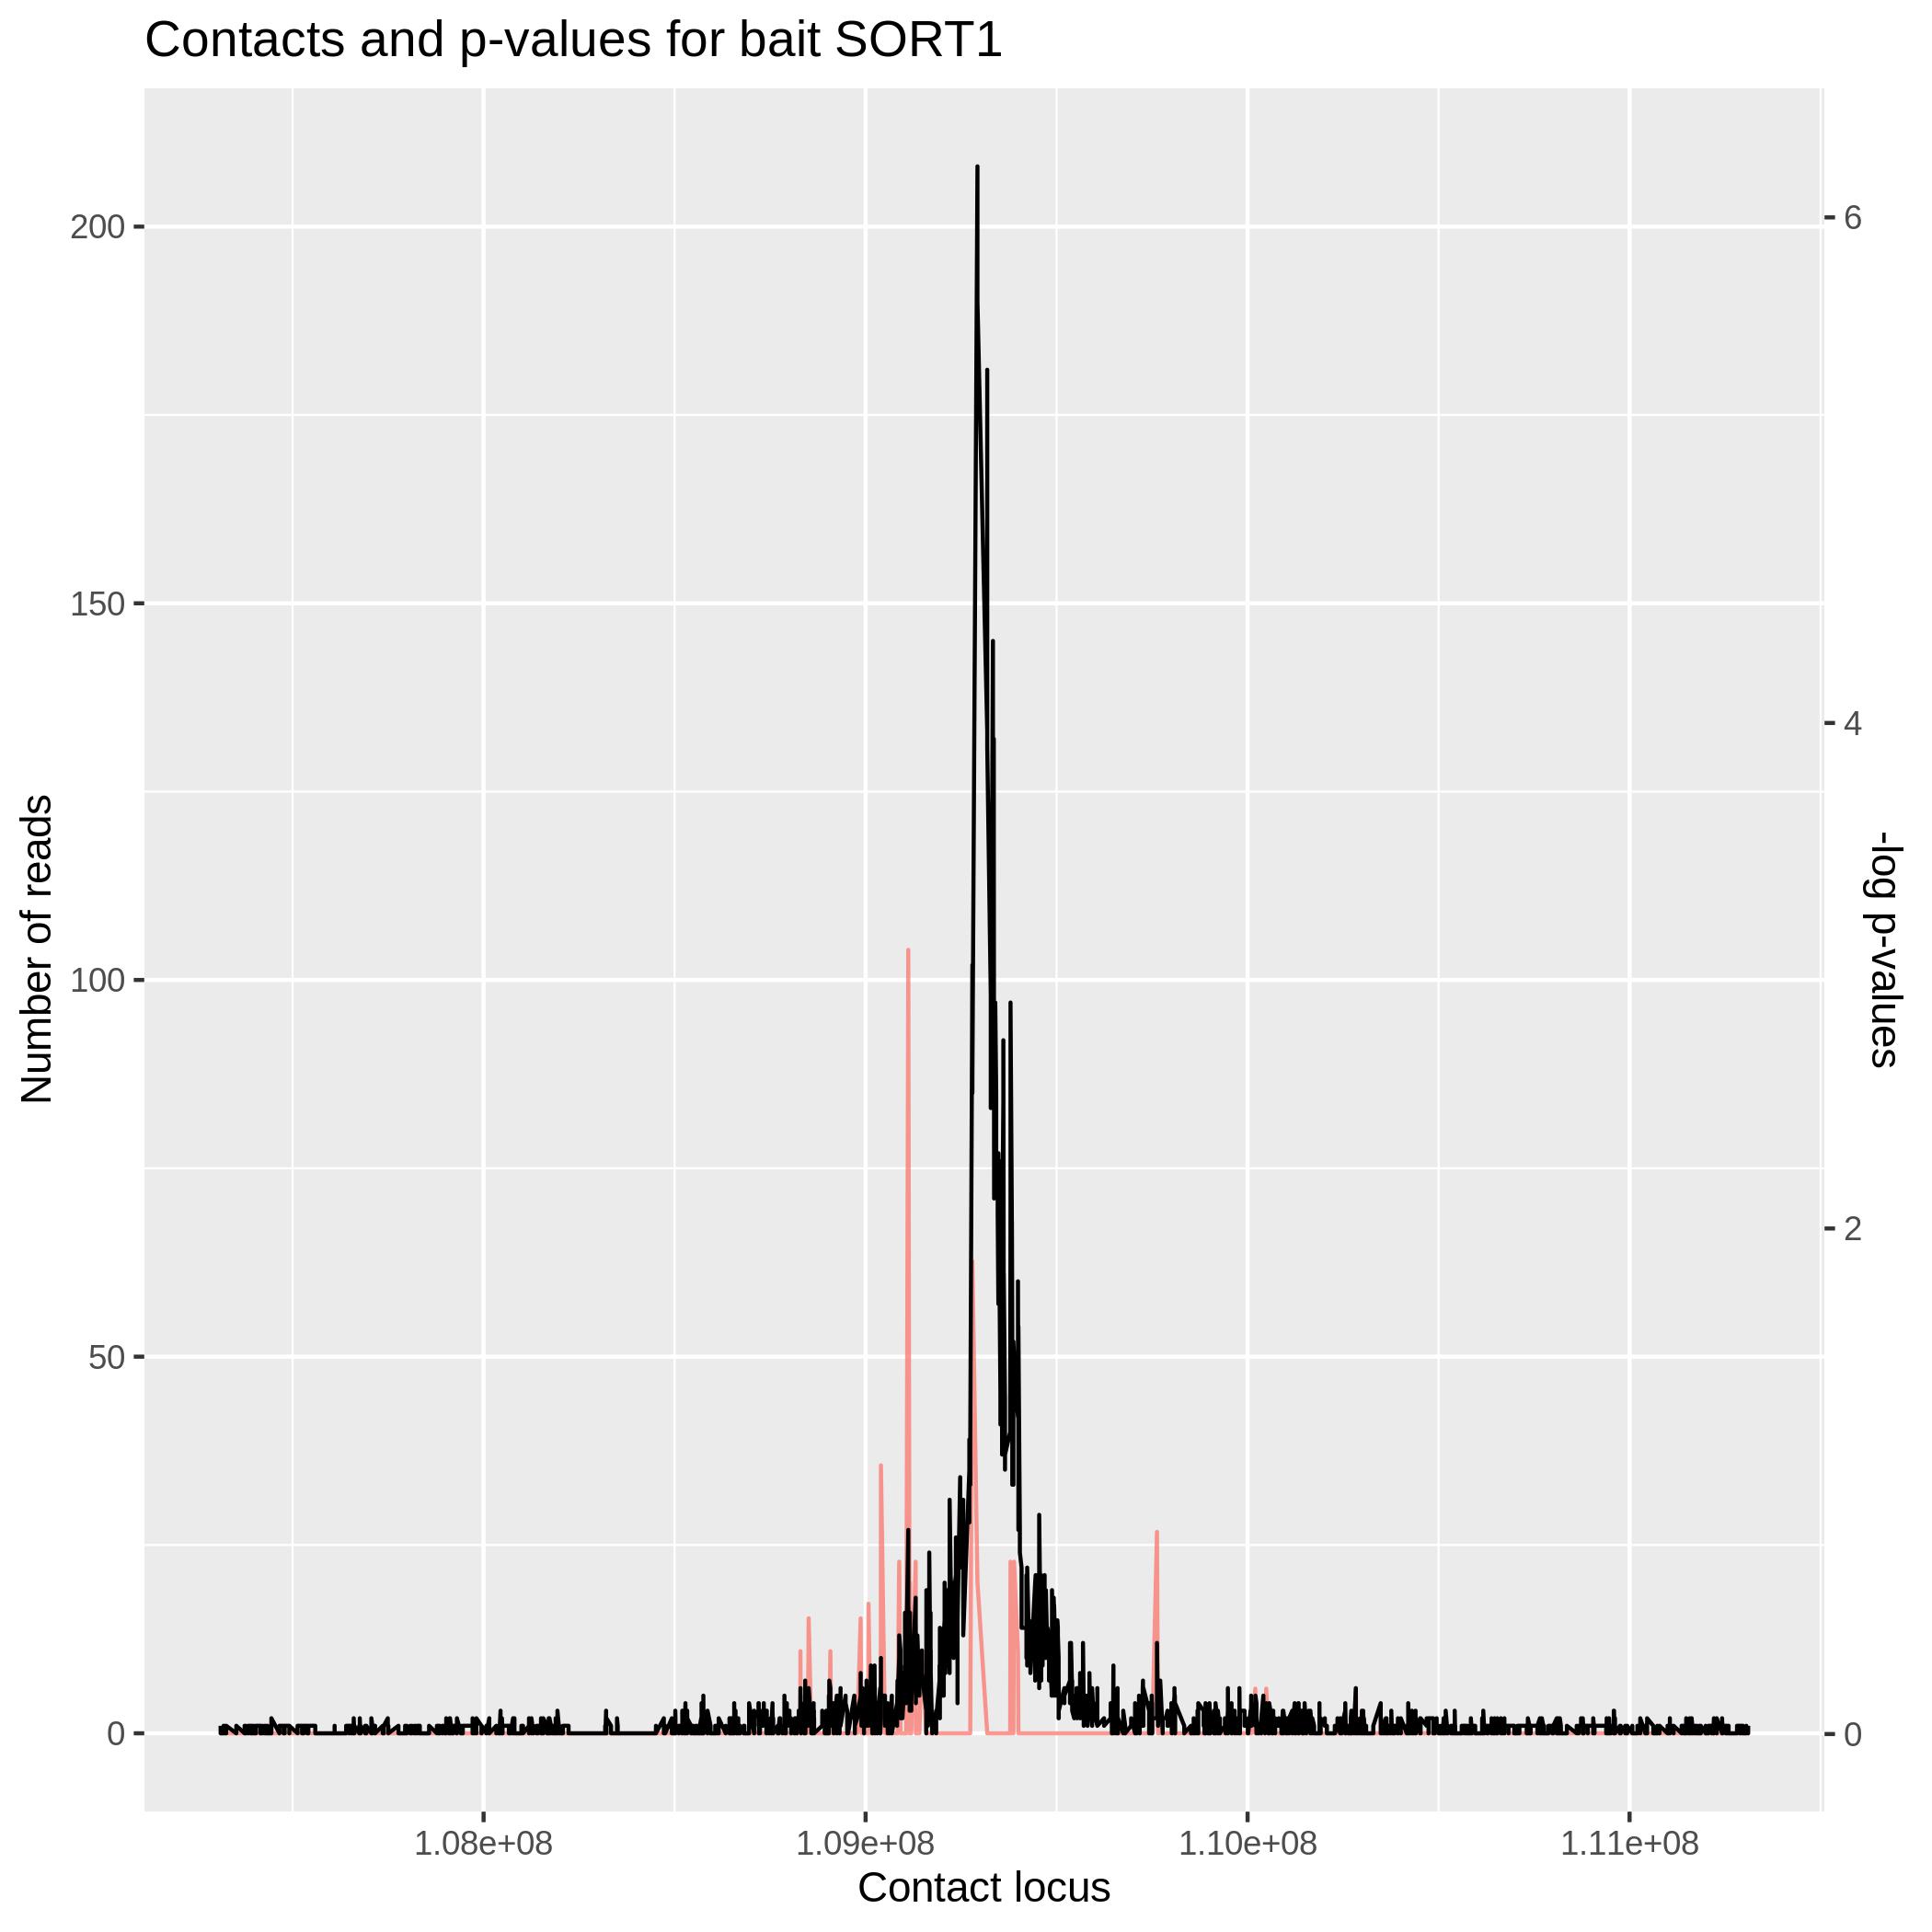 Contacts and p-values for bait SORT1
200
150
100
50
0
Number of reads
6
4
2
0
-log p-values
1.08e+08
1.09e+08
1.10e+08
1.11e+08
Contact locus